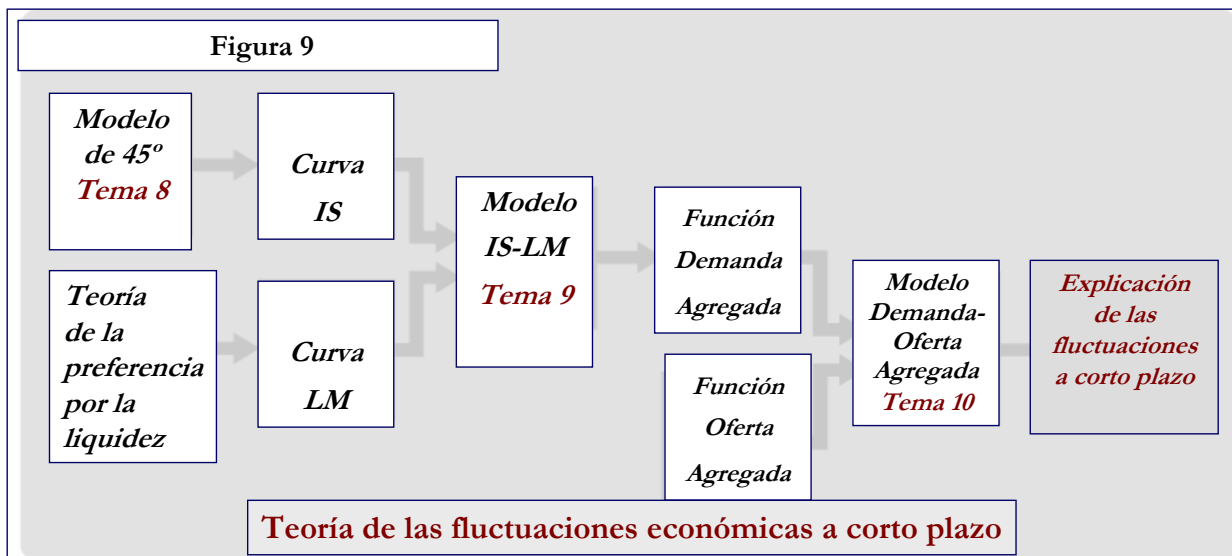 Figura 9
Modelo
de 45º
Tema 8
Curva
IS
Teoría
de la
preferencia
por la
liquidez
Curva
LM
Modelo
IS-LM
Tema 9
Función
Demanda
Agregada
Función
Oferta
Agregada
Modelo
Demanda-
Oferta
Agregada
Tema 10
Explicación
de las
fluctuaciones
a corto plazo
Teoría de las fluctuaciones económicas a corto plazo